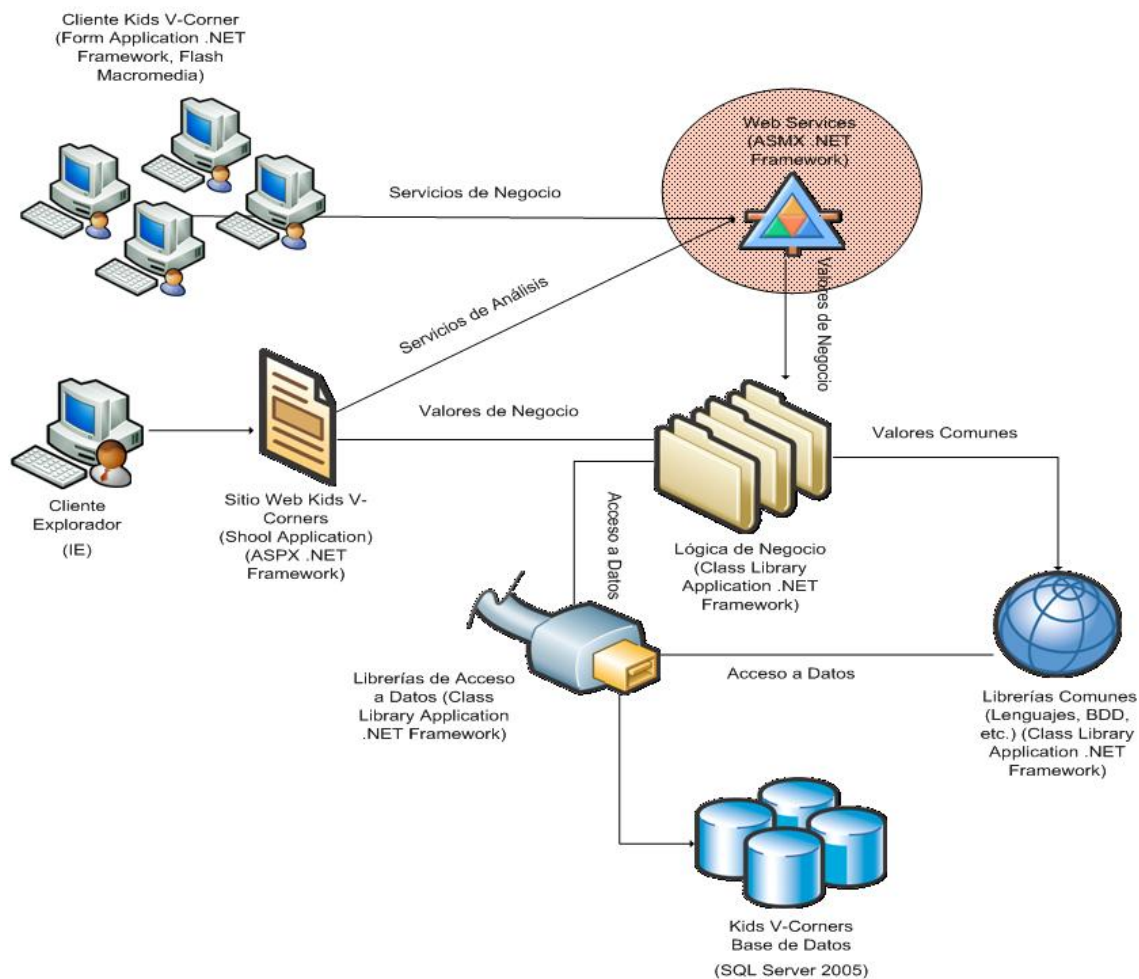 Cliente Kids V-Corner
(Form Application .NET
Framework, Flash
Macromedia)
Web Services
(ASMX .NET
Framework)
Servicios de Negocio
Valores de Negocio
Servicios de Análisis
Valores de Negocio
Valores Comunes
Cliente
Explorador
(IE)
Sitio Web Kids V-
Corners
(Shool Application)
(ASPX .NET
Framework)
Acceso a Datos
Lógica de Negocio
(Class Library
Application .NET
Framework)
Librerías de Acceso
a Datos (Class
Library Application
.NET Framework)
Acceso a Datos
Librerías Comunes
(Lenguajes, BDD,
etc.) (Class Library
Application .NET
Framework)
Kids V-Corners
Base de Datos
(SQL Server 2005)